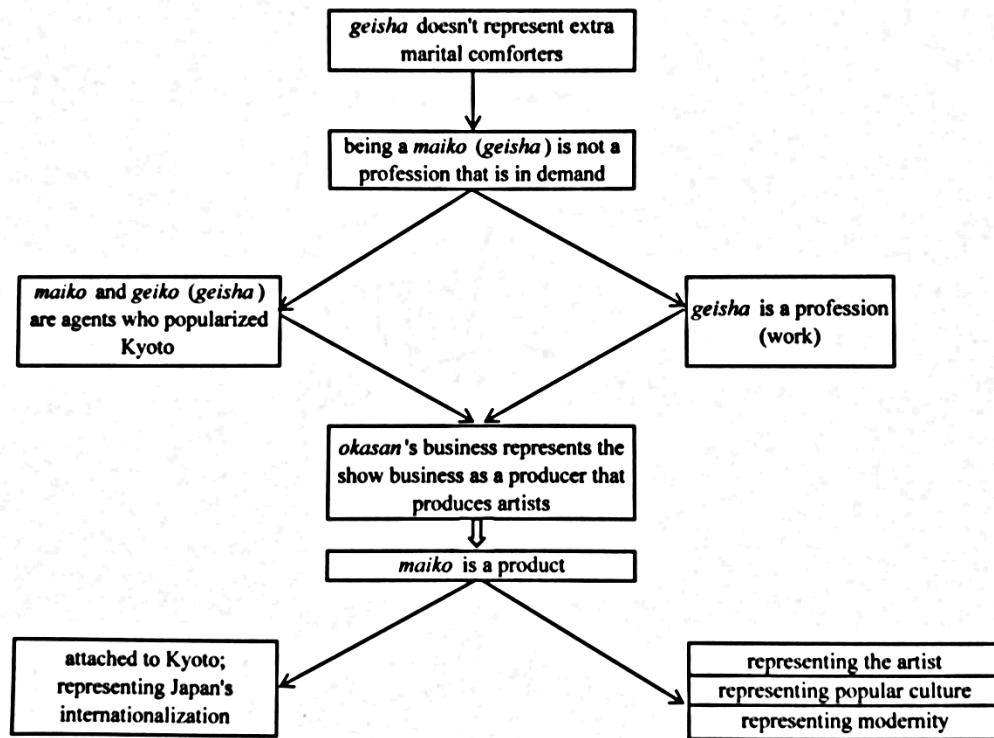 geisha doesn't represent extra
marital comforters
being a maiko (geisha) is not a
profession that is in demand
maiko and geiko (geisha)
are agents who popularized
Kyoto
geisha is a profession
(work)
okasan's business represents the
show business as a producer that
produces artists
maiko is a product
attached to Kyoto;
representing Japan's
internationalization
representing the artist
representing popular culture
representing modernity